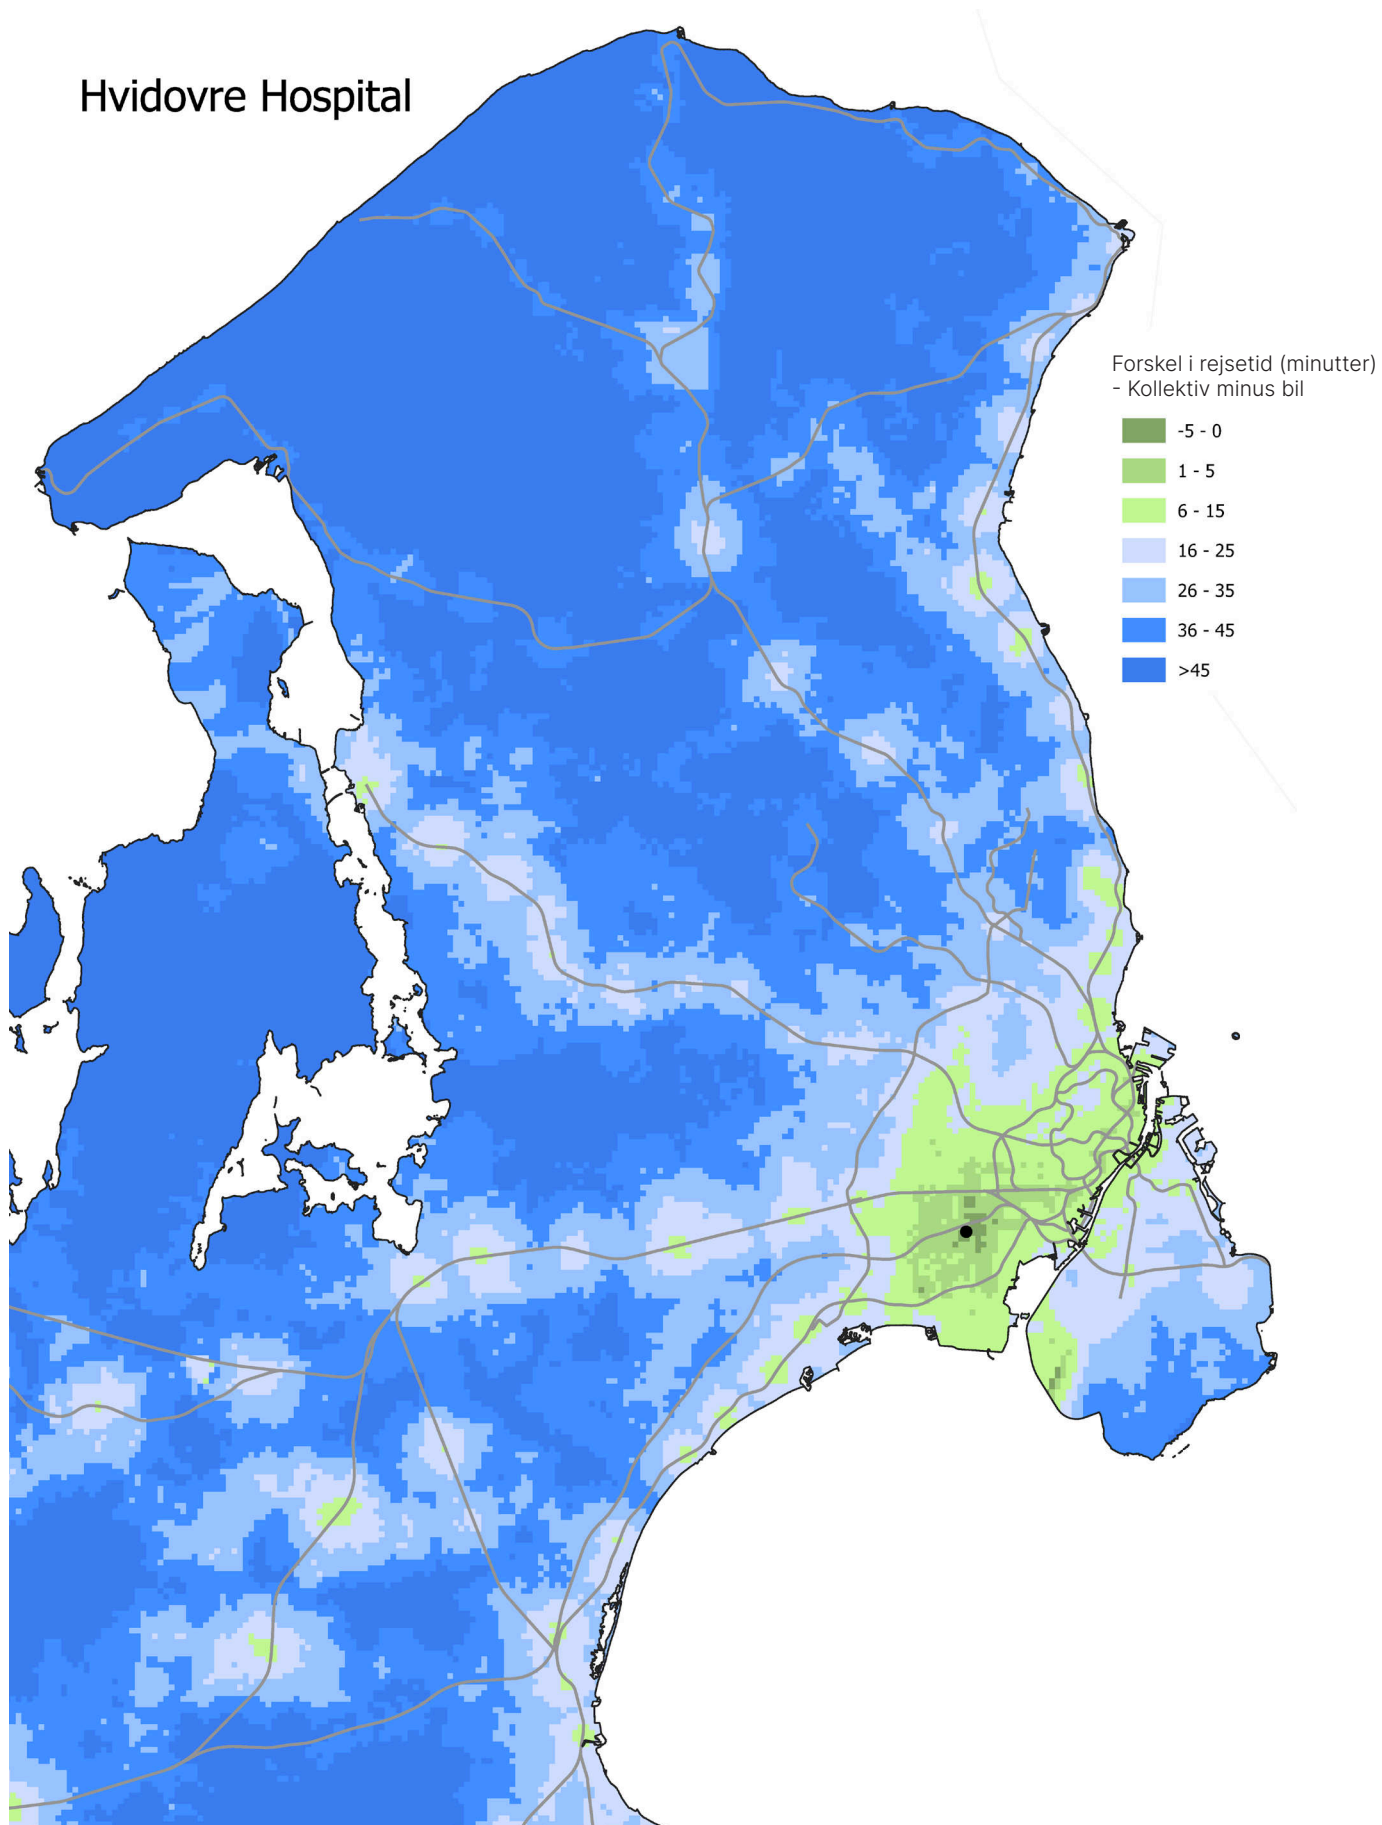 Hvidovre Hospital
Forskel i rejsetid (minutter)
- Kollektiv minus bil
-5 - 0
1 - 5
6 - 15
16 - 25
26 - 35
36 - 45
>45